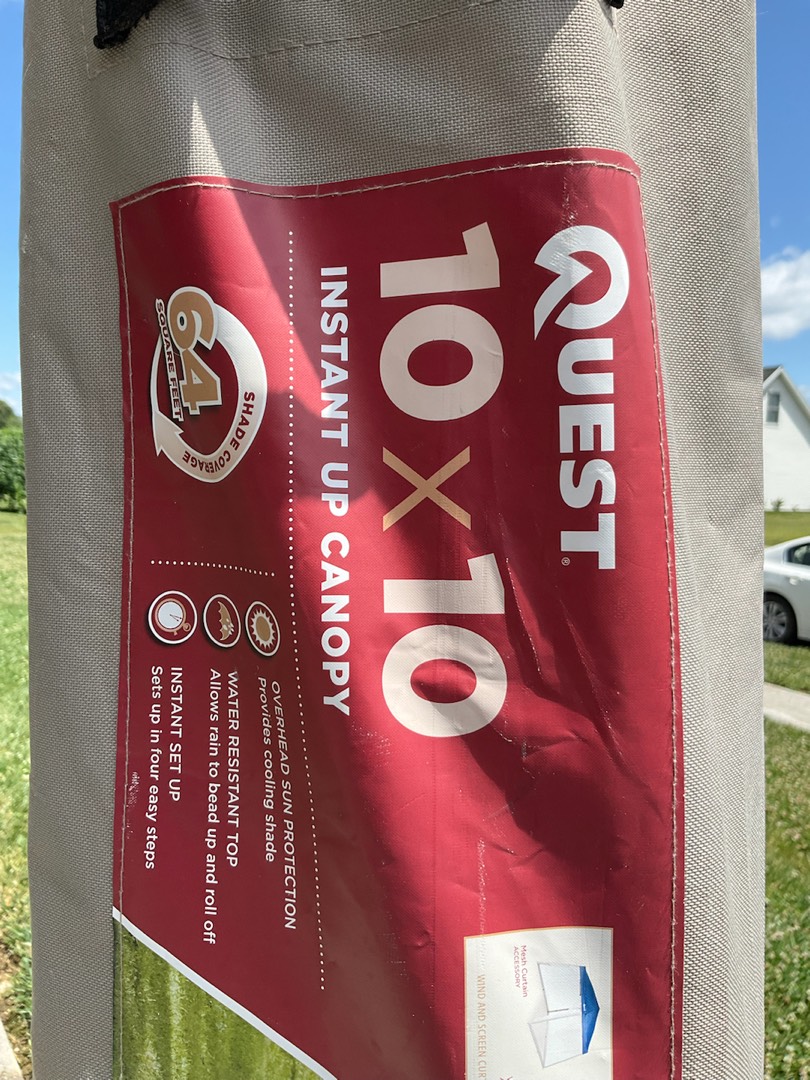 QUEST®
10 x 10
INSTANT UP CANOPY
64
SQUARE FEET
SHADE COVERAGE
OVERHEAD SUN PROTECTION
Provides cooling shade
WATER RESISTANT TOP
Allows rain to bead up and roll off
INSTANT SET UP
Sets up in four easy steps
Mesh Curtain
ACCESSORY
WIND AND SCREEN